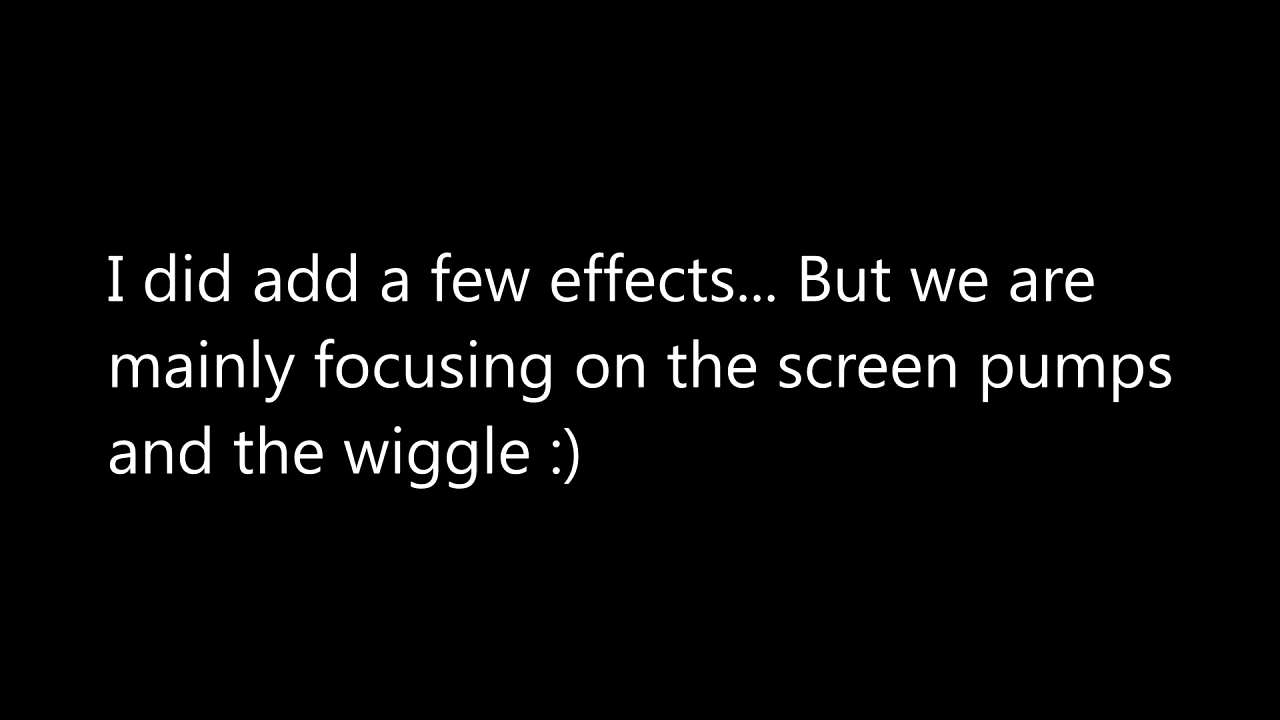 I did add a few effects... But we are
mainly focusing on the screen pumps
and the wiggle :)